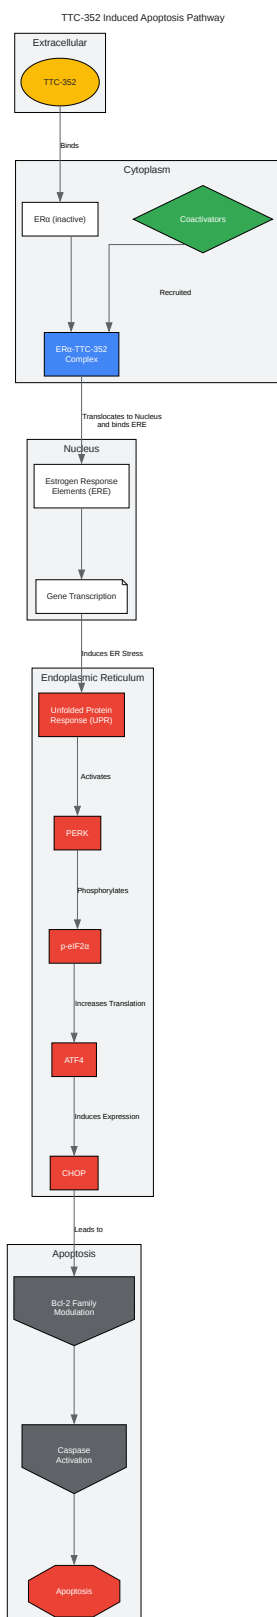 TTC-352 Induced Apoptosis Pathway
Extracellular
TTC-352
Binds
Cytoplasm
ERα (inactive)
Coactivators
Recruited
ERα-TTC-352
Complex
Translocates to Nucleus
and binds ERE
Nucleus
Estrogen Response
Elements (ERE)
Gene Transcription
Induces ER Stress
Endoplasmic Reticulum
Unfolded Protein
Response (UPR)
Activates
PERK
Phosphorylates
p-eIF2α
Increases Translation
ATF4
Induces Expression
CHOP
Leads to
Apoptosis
Bcl-2 Family
Modulation
Caspase
Activation
Apoptosis